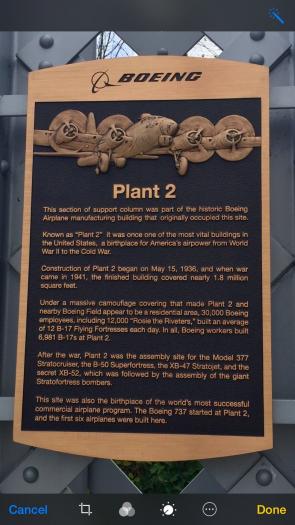 BOEING
Plant 2
This section of support column was part of the historic Boeing
Airplane manufacturing building that originally occupied this site.
Known as "Plant 2" it was once one of the most vital buildings in
the United States, a birthplace for America's airpower from World
War II to the Cold War.
Construction of Plant 2 began on May 15, 1936, and when war
came in 1941, the finished building covered nearly 1.8 million
square feet.
Under a massive camouflage covering that made Plant 2 and
nearby Boeing Field appear to be a residential area, 30,000 Boeing
employees, including 12,000 "Rosie the Riveters," built an average
of 12 B-17 Flying Fortresses each day. In all, Boeing workers built
6,981 B-17s at Plant 2.
After the war, Plant 2 was the assembly site for the Model 377
Stratocruiser, the B-50 Superfortress, the XB-47 Stratojet, and the
secret XB-52, which was followed by the assembly of the giant
Stratofortress bombers.
This site was also the birthplace of the world's most successful
commercial airplane program. The Boeing 737 started at Plant 2,
and the first six airplanes were built here.
Cancel
Done